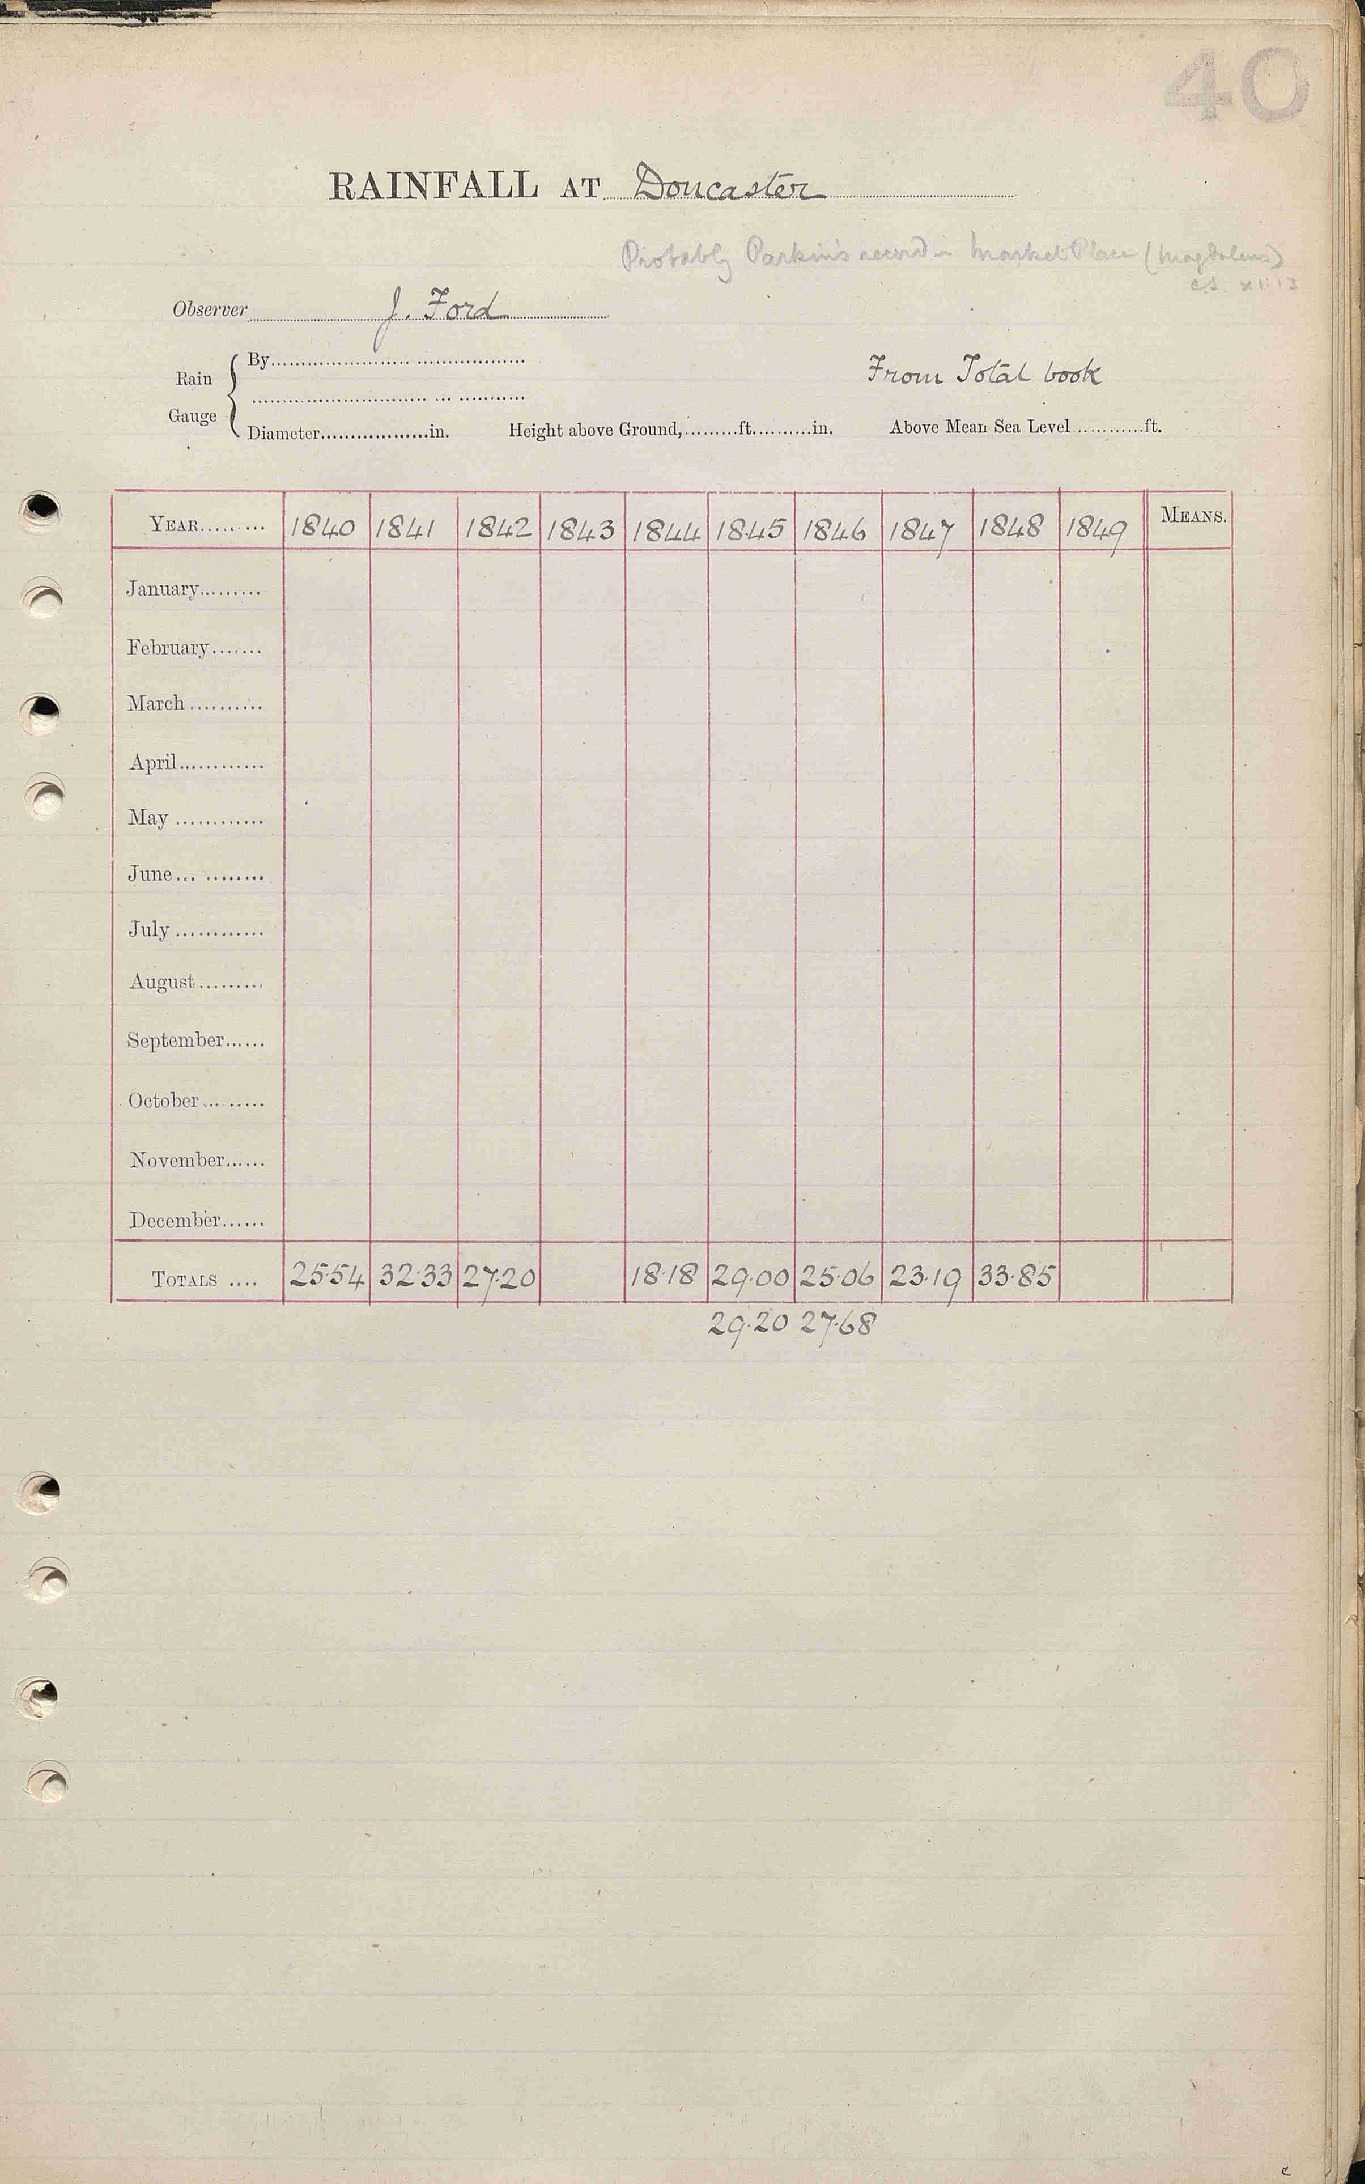 40
RAINFALL AT Doncaster
Probably Parkin's record in Market Place (Magdalens)
C.S. XI.13
Observer J. Ford
Rain Gauge
By
From Total book
Diameter in. Height above Ground, ft. in. Above Mean Sea Level ft.
YEAR 1840 1841 1842 1843 1844 1845 1846 1847 1848 1849 MEANS.
January
February
March
April
May
June
July
August
September
October
November
December
TOTALS 25.54 32.33 27.20 18.18 29.00 25.06 23.19 33.85
29.20 27.68